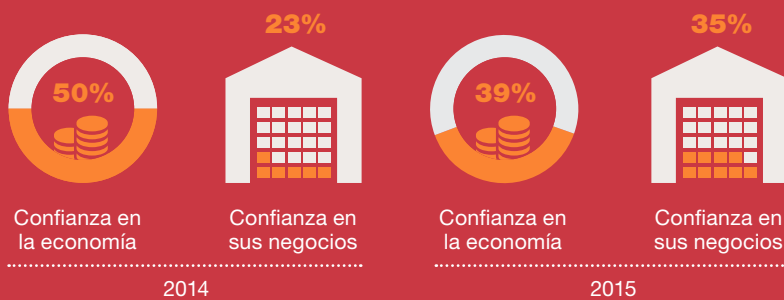 50%
Confianza en
la economía
23%
Confianza en
sus negocios
2014
39%
Confianza en
la economía
35%
Confianza en
sus negocios
2015